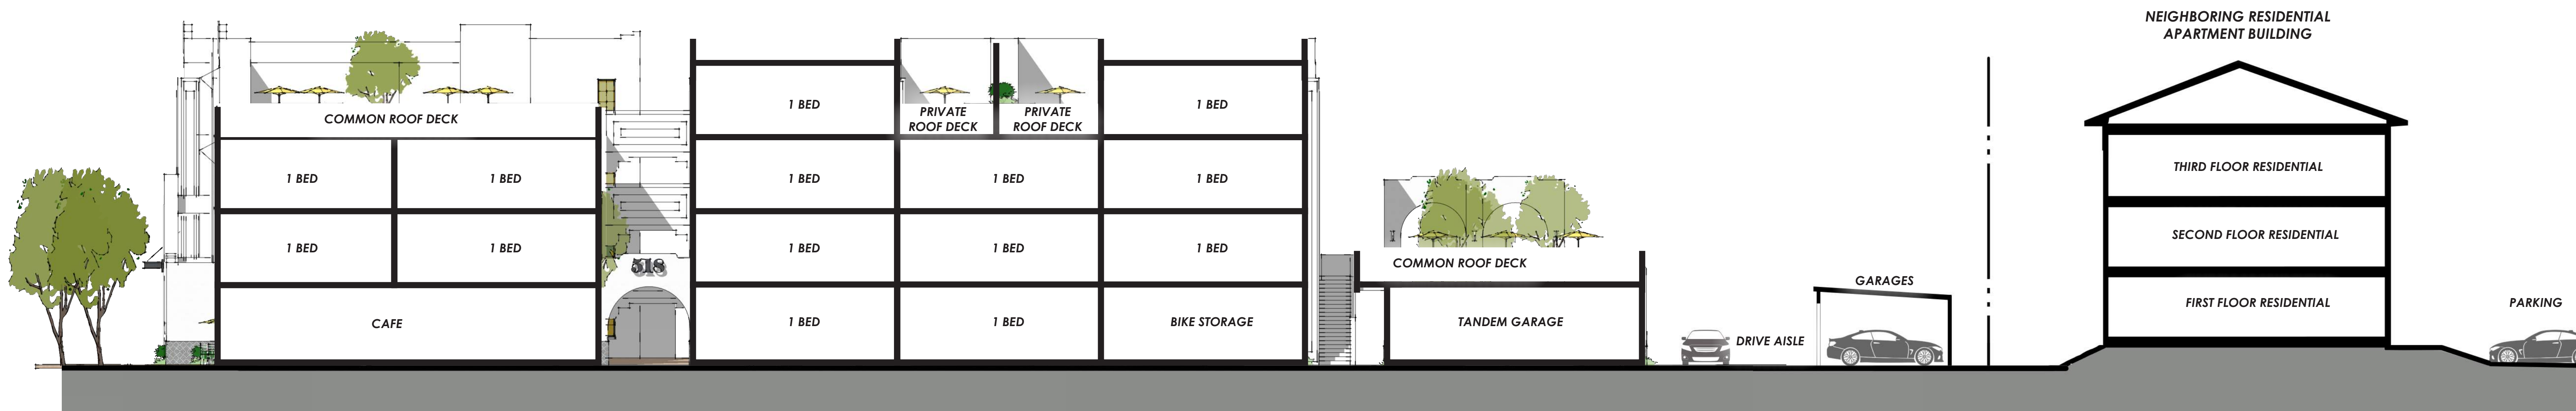 NEIGHBORING RESIDENTIAL
APARTMENT BUILDING
COMMON ROOF DECK
1 BED
1 BED
1 BED
1 BED
CAFE
518
1 BED
PRIVATE
ROOF DECK
PRIVATE
ROOF DECK
1 BED
1 BED
1 BED
1 BED
1 BED
1 BED
1 BED
1 BED
1 BED
BIKE STORAGE
COMMON ROOF DECK
TANDEM GARAGE
DRIVE AISLE
GARAGES
THIRD FLOOR RESIDENTIAL
SECOND FLOOR RESIDENTIAL
FIRST FLOOR RESIDENTIAL
PARKING